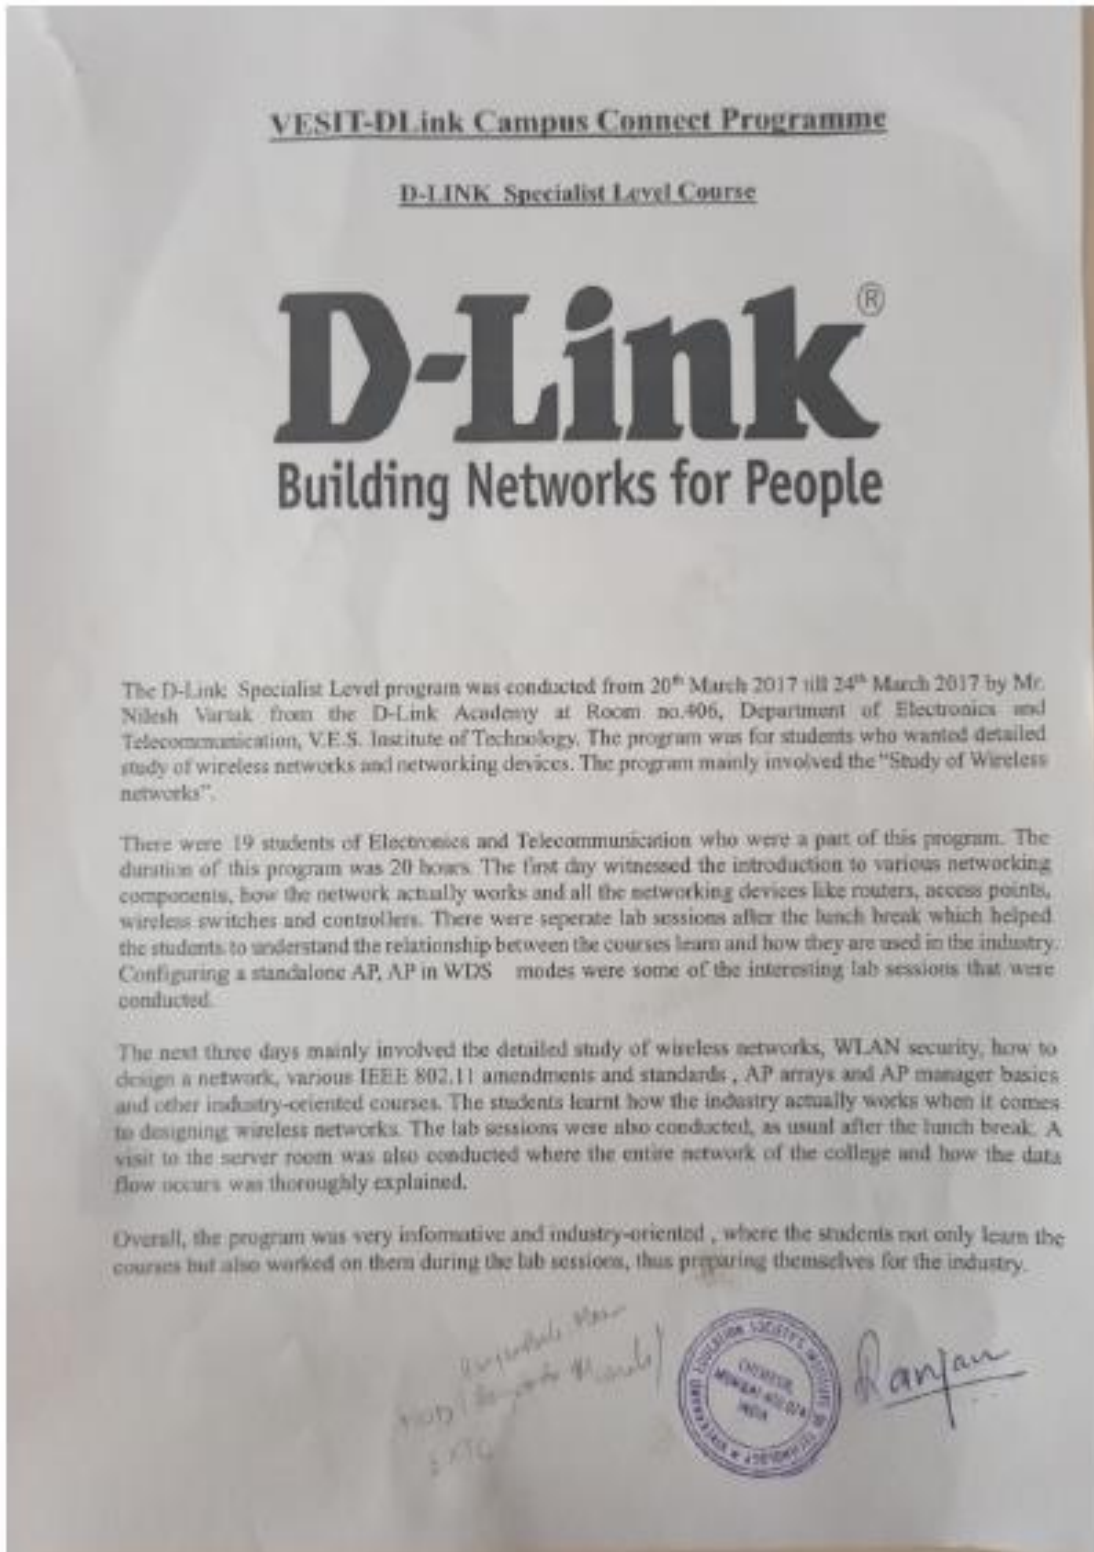 VESIT-DLink Campus Connect Programme
D-LINK Specialist Level Course
D-Link®
Building Networks for People
The D-Link Specialist Level program was conducted from 20th March 2017 till 24th March 2017 by Mr.
Nilesh Vartak from the D-Link Academy at Room no.406, Department of Electronics and
Telecommunication, V.E.S. Institute of Technology. The program was for students who wanted detailed
study of wireless networks and networking devices. The program mainly involved the “Study of Wireless
networks”.
There were 19 students of Electronics and Telecommunication who were a part of this program. The
duration of this program was 20 hours. The first day witnessed the introduction to various networking
components, how the network actually works and all the networking devices like routers, access points,
wireless switches and controllers. There were seperate lab sessions after the lunch break which helped
the students to understand the relationship between the courses learn and how they are used in the industry.
Configuring a standalone AP, AP in WDS modes were some of the interesting lab sessions that were
conducted.
The next three days mainly involved the detailed study of wireless networks, WLAN security, how to
design a network, various IEEE 802.11 amendments and standards , AP arrays and AP manager basics
and other industry-oriented courses. The students learnt how the industry actually works when it comes
to designing wireless networks. The lab sessions were also conducted, as usual after the lunch break. A
visit to the server room was also conducted where the entire network of the college and how the data
flow occurs was thoroughly explained.
Overall, the program was very informative and industry-oriented , where the students not only learn the
courses but also worked on them during the lab sessions, thus preparing themselves for the industry.
VIVEKANAND EDUCATION SOCIETY'S INSTITUTE OF TECHNOLOGY
CHEMBUR,
MUMBAI-400 074
INDIA
Ranjan
HOD
EXTC